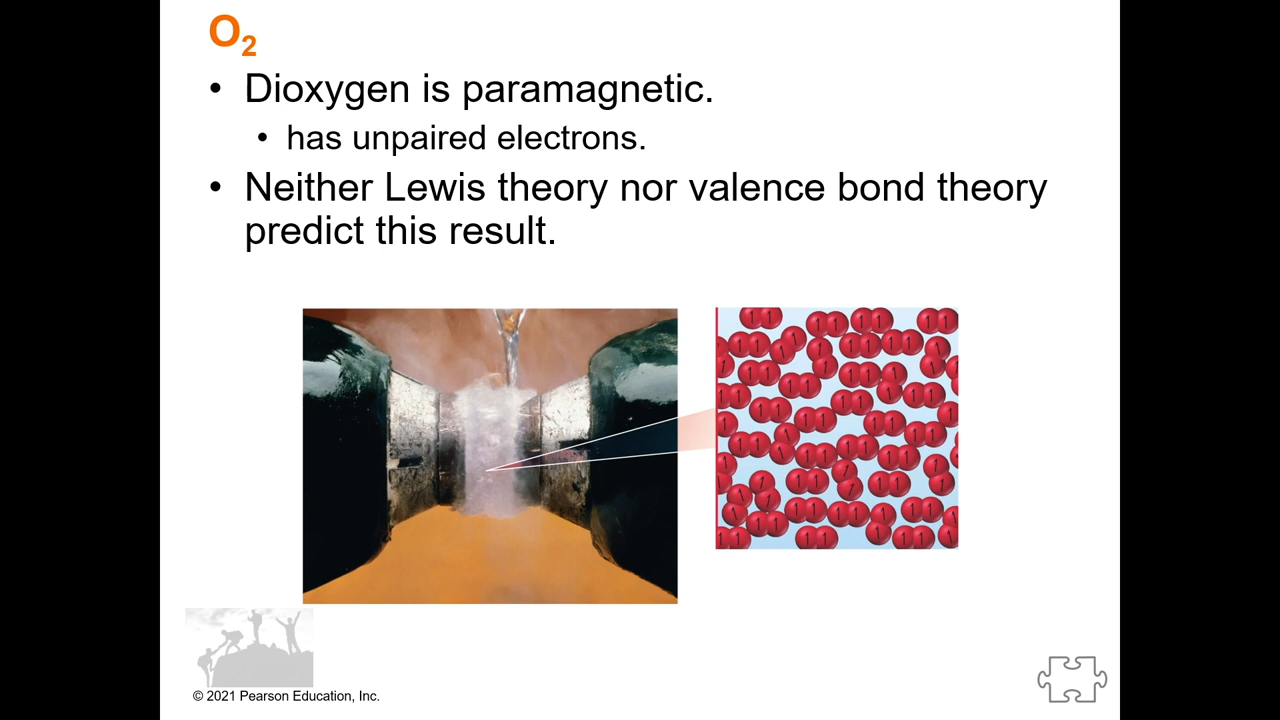 O₂
• Dioxygen is paramagnetic.
• has unpaired electrons.
• Neither Lewis theory nor valence bond theory
predict this result.
© 2021 Pearson Education, Inc.